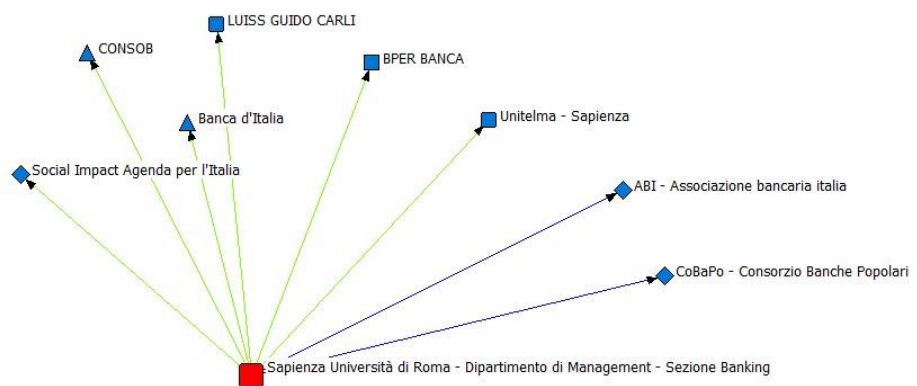 LUISS GUIDO CARLI
CONSOB
BPER BANCA
Banca d'Italia
Unitelma - Sapienza
Social Impact Agenda per l'Italia
ABI - Associazione bancaria italia
CoBaPo - Consorzio Banche Popolari
Sapienza Università di Roma - Dipartimento di Management - Sezione Banking